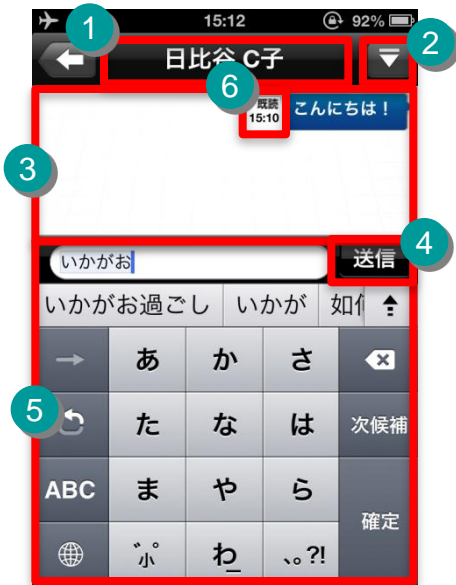 15:12 92%
1
2
日比谷 C子
6
既読
15:10
こんにちは！
3
4
いかがお
送信
いかがお過ごし いかが 如何
→ あ か さ
5
た な は 次候補
ABC ま や ら
確定
゛゜小 わ_ 、。?!